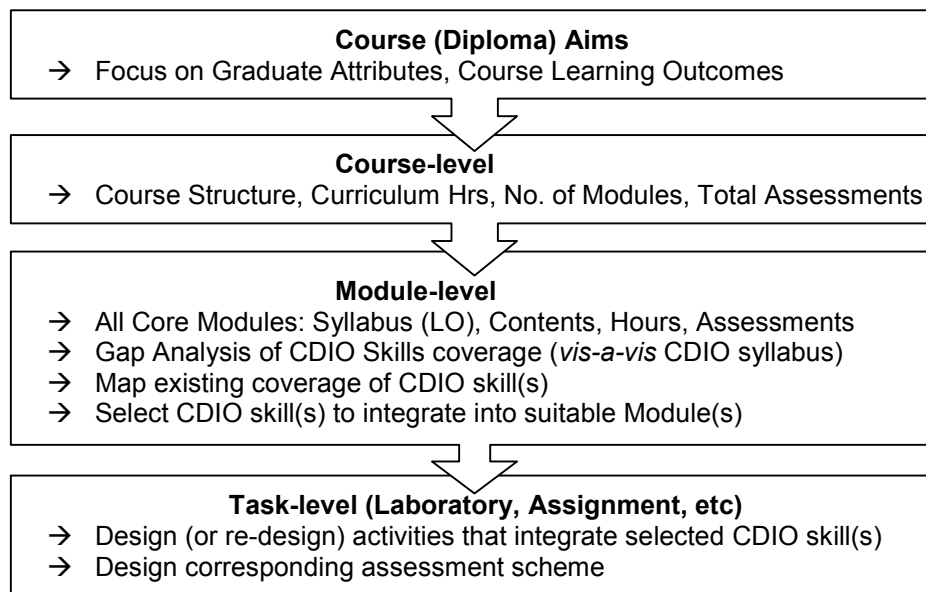 Course (Diploma) Aims
→ Focus on Graduate Attributes, Course Learning Outcomes
Course-level
→ Course Structure, Curriculum Hrs, No. of Modules, Total Assessments
Module-level
→ All Core Modules: Syllabus (LO), Contents, Hours, Assessments
→ Gap Analysis of CDIO Skills coverage (vis-a-vis CDIO syllabus)
→ Map existing coverage of CDIO skill(s)
→ Select CDIO skill(s) to integrate into suitable Module(s)
Task-level (Laboratory, Assignment, etc)
→ Design (or re-design) activities that integrate selected CDIO skill(s)
→ Design corresponding assessment scheme